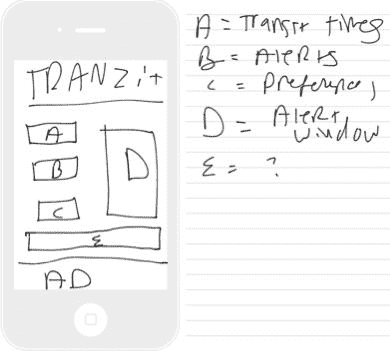 TRANZit
A
B
C
D
E
AD
A = Transit times
B = Alerts
C = Preferences
D = Alert
window
E = ?